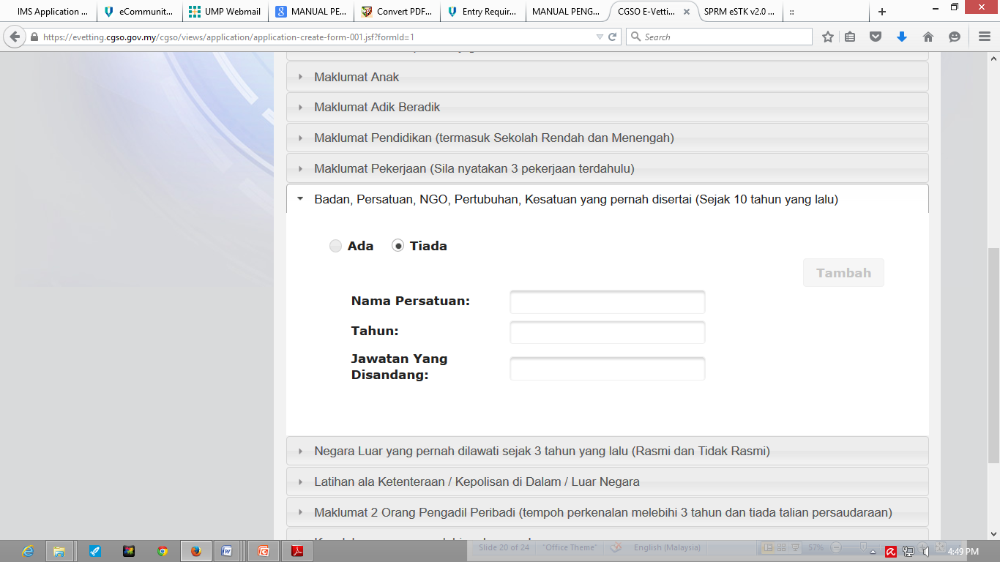 IMS Application ...
eCommunit...
UMP Webmail
MANUAL PE...
Convert PDF...
Entry Requir...
MANUAL PENG...
CGSO E-Vetti...
SPRM eSTK v2.0 ...
::
https://evetting.cgso.gov.my/cgso/views/application/application-create-form-001.jsf?formId=1
Search
Maklumat Anak
Maklumat Adik Beradik
Maklumat Pendidikan (termasuk Sekolah Rendah dan Menengah)
Maklumat Pekerjaan (Sila nyatakan 3 pekerjaan terdahulu)
Badan, Persatuan, NGO, Pertubuhan, Kesatuan yang pernah disertai (Sejak 10 tahun yang lalu)
Ada Tiada
Tambah
Nama Persatuan:
Tahun:
Jawatan Yang
Disandang:
Negara Luar yang pernah dilawati sejak 3 tahun yang lalu (Rasmi dan Tidak Rasmi)
Latihan ala Ketenteraan / Kepolisan di Dalam / Luar Negara
Maklumat 2 Orang Pengadil Peribadi (tempoh perkenalan melebihi 3 tahun dan tiada talian persaudaraan)
Slide 20 of 24 "Office Theme" English (Malaysia) 57%
4:49 PM